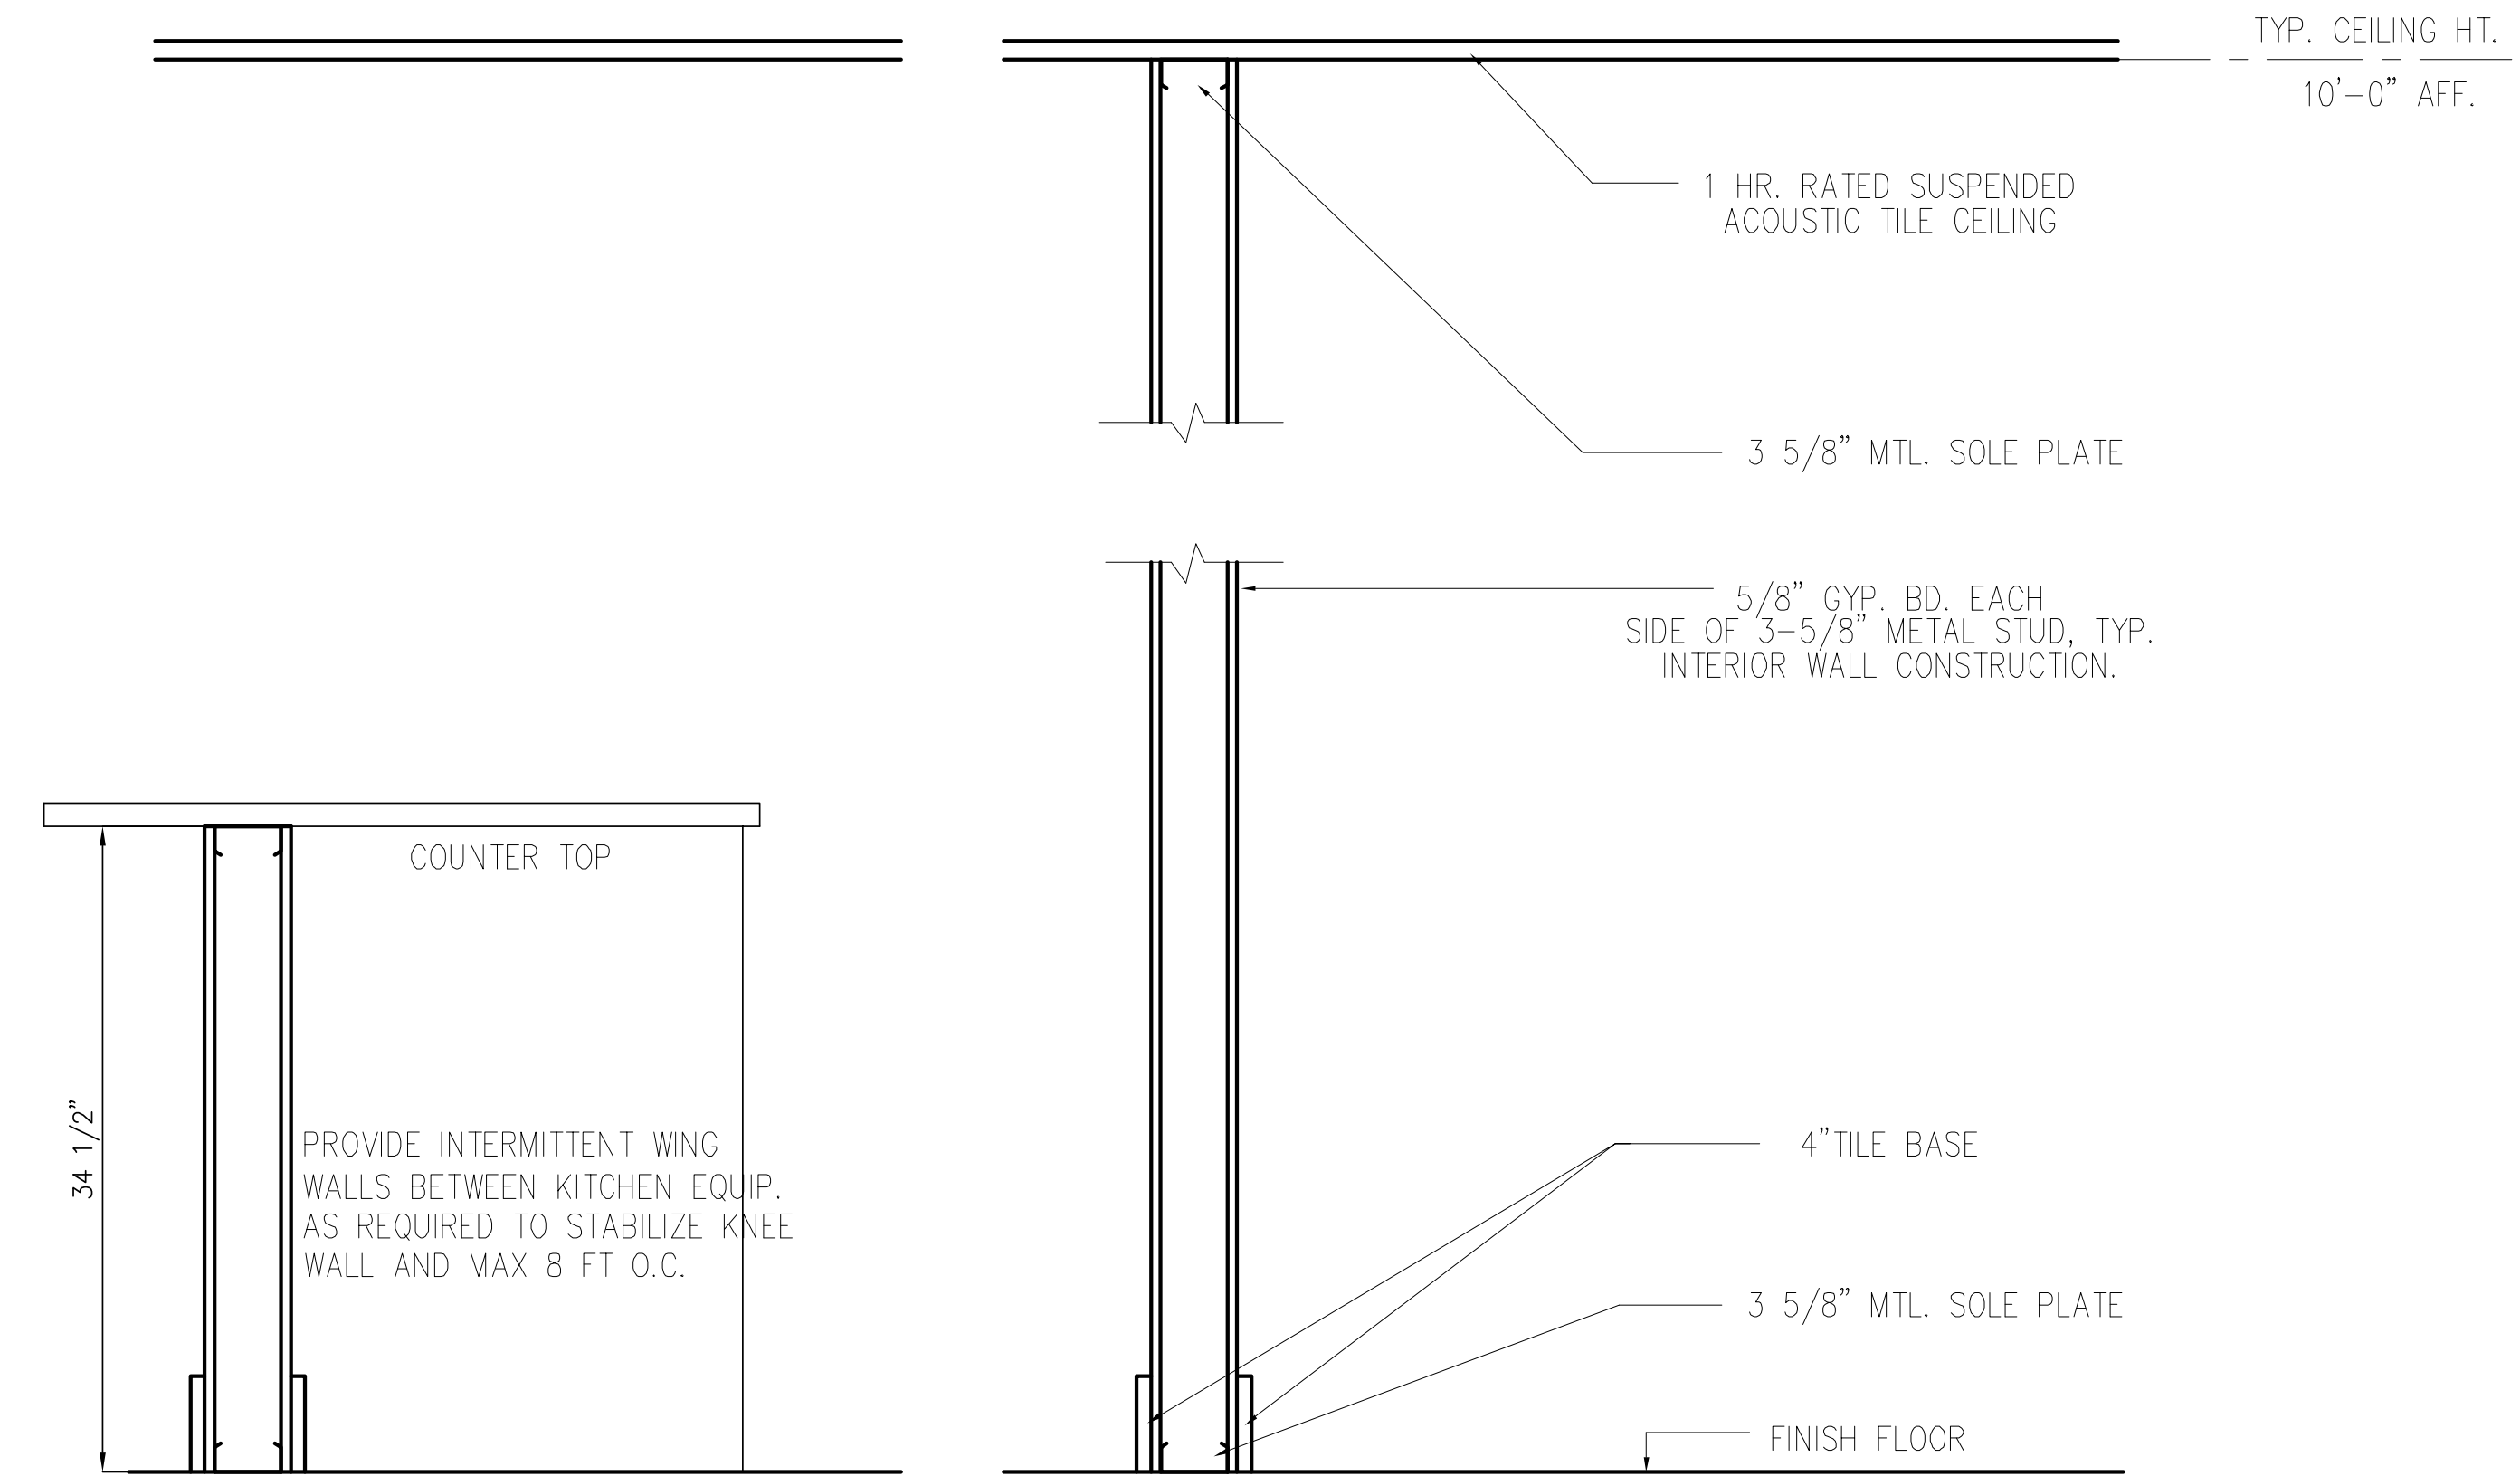 TYP. CEILING HT.
10'-0" AFF.
1 HR. RATED SUSPENDED
ACOUSTIC TILE CEILING
3 5/8" MTL. SOLE PLATE
5/8" GYP. BD. EACH
SIDE OF 3-5/8" METAL STUD, TYP.
INTERIOR WALL CONSTRUCTION.
COUNTER TOP
34 1/2"
PROVIDE INTERMITTENT WING
WALLS BETWEEN KITCHEN EQUIP.
AS REQUIRED TO STABILIZE KNEE
WALL AND MAX 8 FT O.C.
4"TILE BASE
3 5/8" MTL. SOLE PLATE
FINISH FLOOR